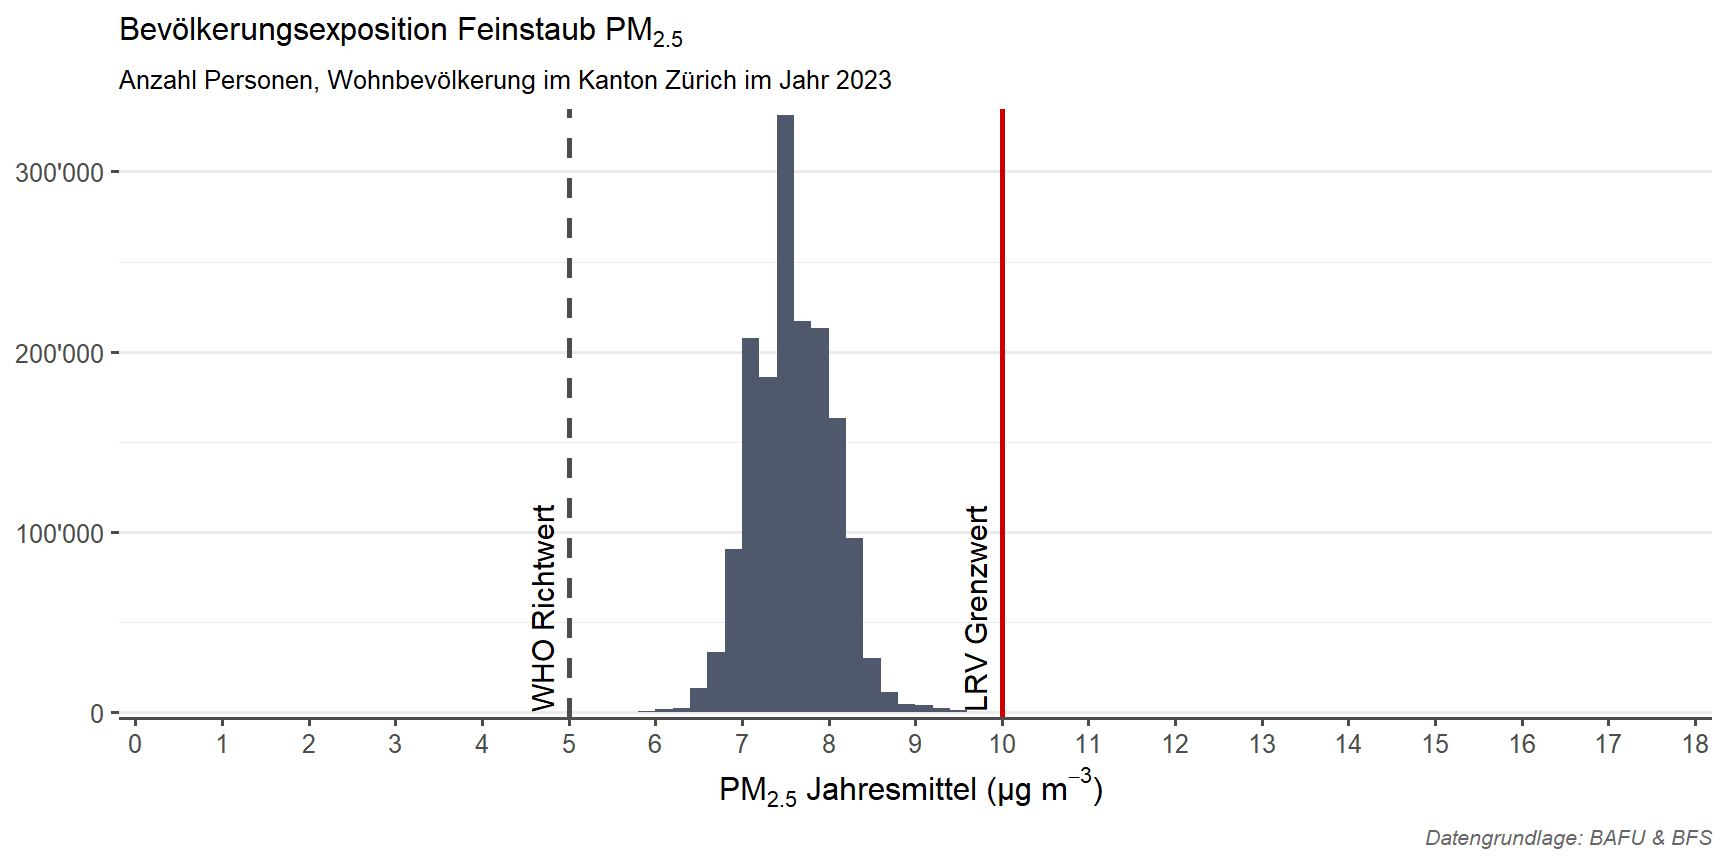 Bevölkerungsexposition Feinstaub PM2.5
Anzahl Personen, Wohnbevölkerung im Kanton Zürich im Jahr 2023
300'000
200'000
100'000
0
WHO Richtwert
LRV Grenzwert
0 1 2 3 4 5 6 7 8 9 10 11 12 13 14 15 16 17 18
PM2.5 Jahresmittel (µg m−3)
Datengrundlage: BAFU & BFS